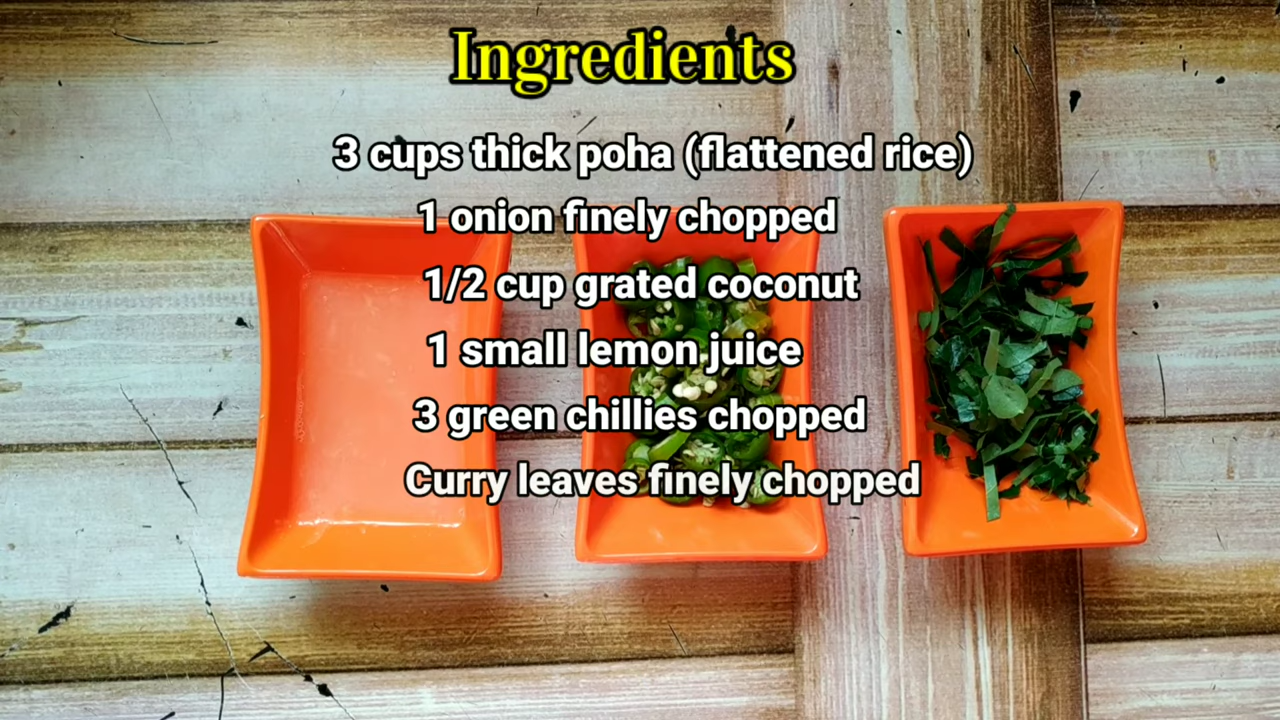 Ingredients
3 cups thick poha (flattened rice)
1 onion finely chopped
1/2 cup grated coconut
1 small lemon juice
3 green chillies chopped
Curry leaves finely chopped